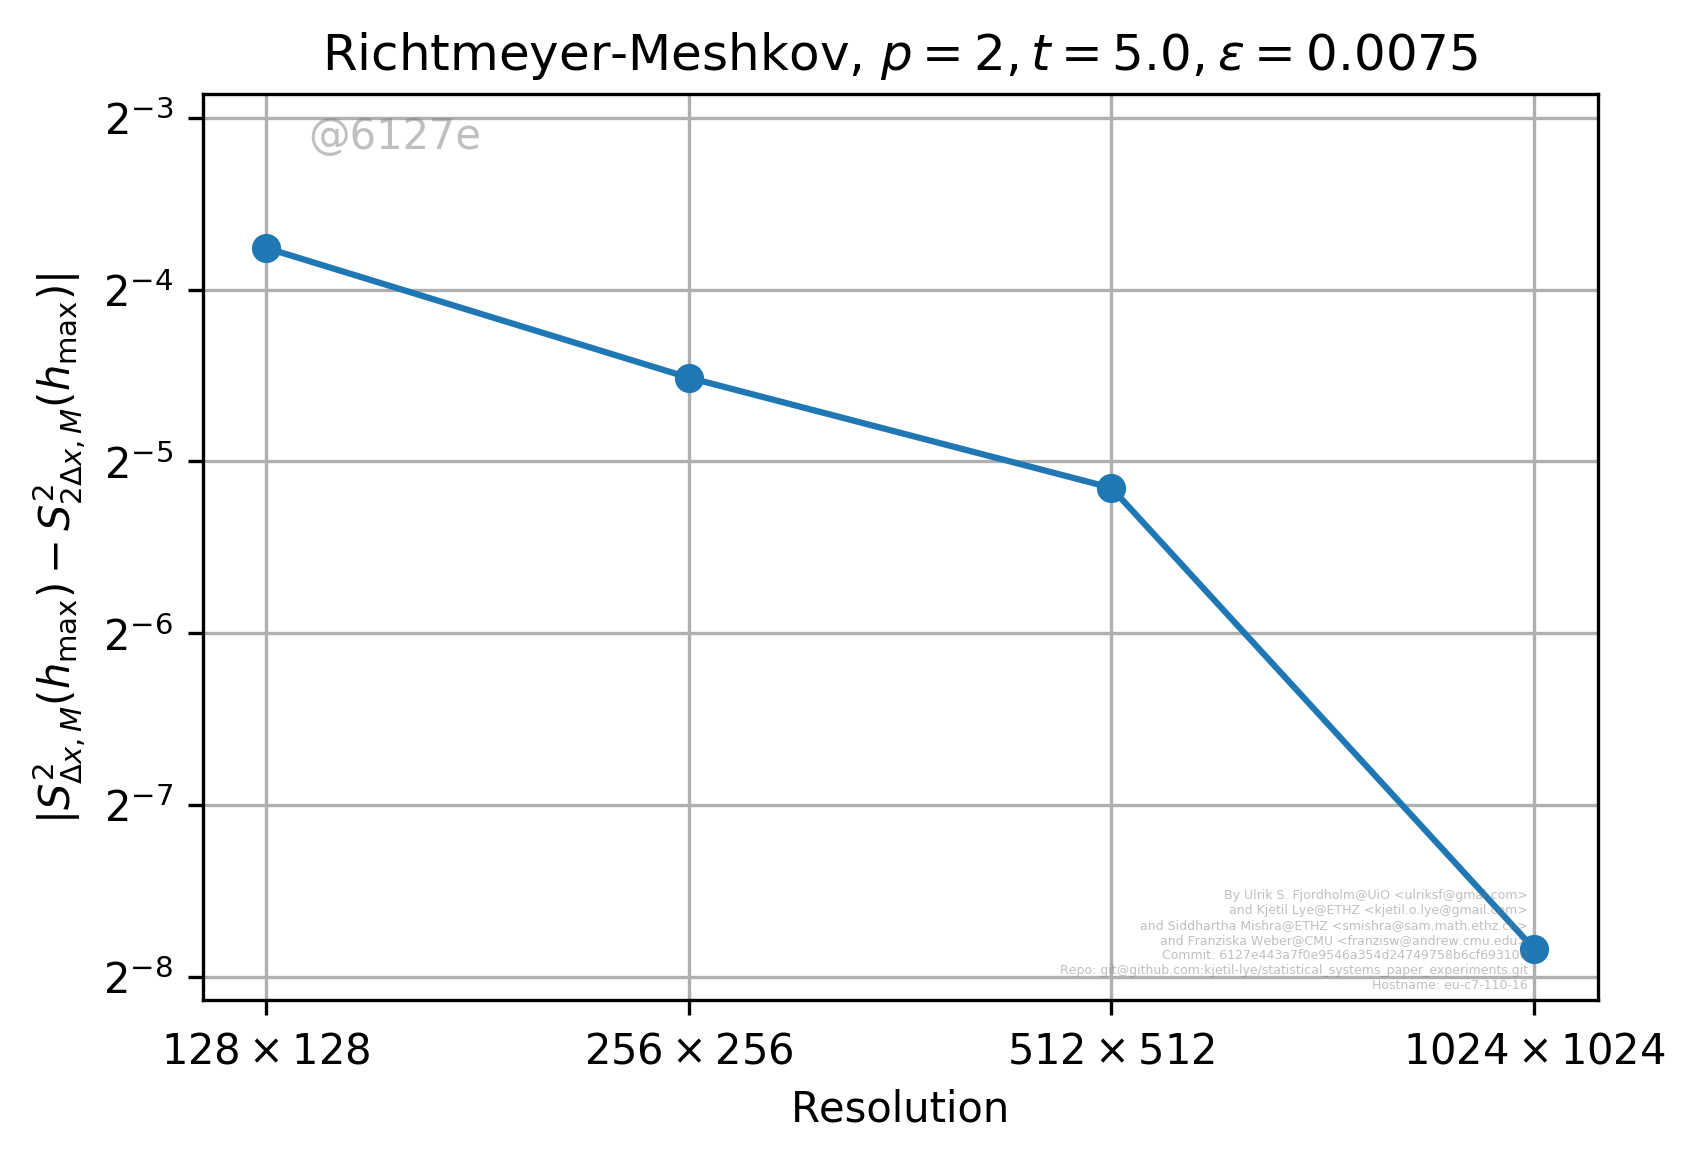 Richtmeyer-Meshkov, p = 2, t = 5.0, ε = 0.0075
@6127e
2⁻³
2⁻⁴
2⁻⁵
2⁻⁶
2⁻⁷
2⁻⁸
|S²_{Δx,M}(h_max) − S²_{2Δx,M}(h_max)|
By Ulrik S. Fjordholm@UiO <ulriksf@gmail.com>
and Kjetil Lye@ETHZ <kjetil.o.lye@gmail.com>
and Siddhartha Mishra@ETHZ <smishra@sam.math.ethz.ch>
and Franziska Weber@CMU <franzisw@andrew.cmu.edu>
Commit:
Repo: git@github.com:kjetil-lye/statistical_systems_paper_experiments.git
Hostname: eu-c7-110-16
128 × 128
256 × 256
512 × 512
1024 × 1024
Resolution